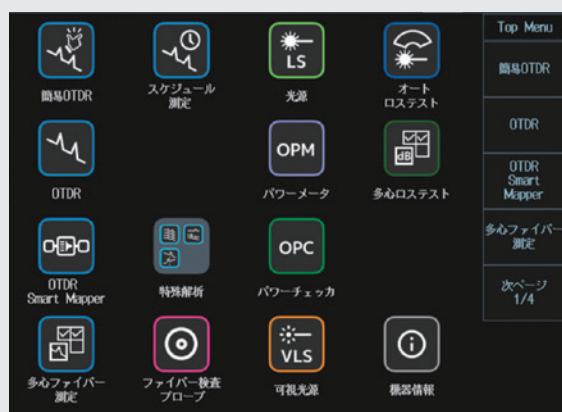 簡易OTDR
スケジュール
測定
LS
光源
オート
ロステスト
OTDR
OPM
パワーメータ
dB
多心ロステスト
OTDR
Smart Mapper
特殊解析
OPC
パワーチェッカ
多心ファイバー
測定
ファイバー検査
プローブ
VLS
可視光源
機器情報
Top Menu
簡易OTDR
OTDR
OTDR
Smart
Mapper
多心ファイバー
測定
次ページ
1/4